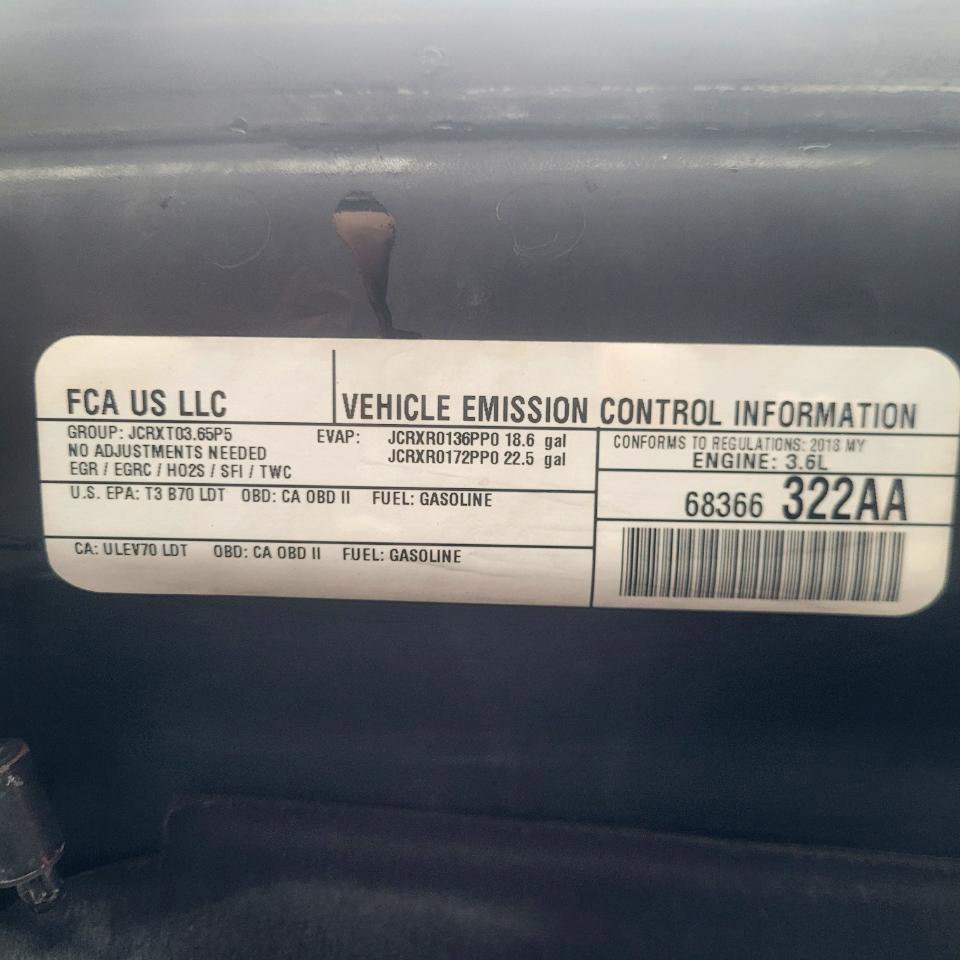 FCA US LLC
VEHICLE EMISSION CONTROL INFORMATION
GROUP: JCRXT03.65P5
NO ADJUSTMENTS NEEDED
EGR / EGRC / HO2S / SFI / TWC
EVAP: JCRXR0136PP0 18.6 gal
JCRXR0172PP0 22.5 gal
CONFORMS TO REGULATIONS: 2018 MY
ENGINE: 3.6L
U.S. EPA: T3 B70 LDT OBD: CA OBD II FUEL: GASOLINE
68366 322AA
CA: ULEV70 LDT OBD: CA OBD II FUEL: GASOLINE